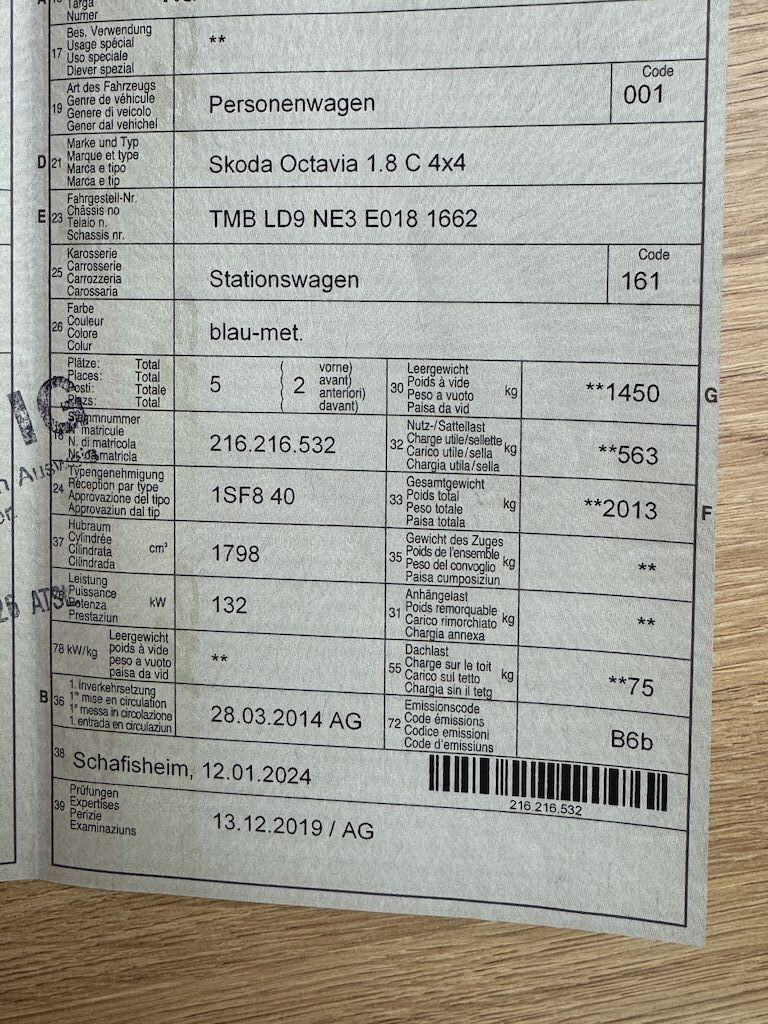 Targa
Numer
17 Bes. Verwendung
Usage spécial
Uso speciale
Diever spezial
**
19 Art des Fahrzeugs
Genre de véhicule
Genere di veicolo
Gener dal vehichel
Personenwagen
Code
001
D 21 Marke und Typ
Marque et type
Marca e tipo
Marca e tip
Skoda Octavia 1.8 C 4x4
E 23 Fahrgestell-Nr.
Châssis no
Telaio n.
Schassis nr.
TMB LD9 NE3 E018 1662
25 Karosserie
Carrosserie
Carrozzeria
Carossaria
Stationswagen
Code
161
26 Farbe
Couleur
Colore
Colur
blau-met.
Plätze: Total
Places: Total
Posti: Totale
Plazs: Total
5
( 2 vorne)
avant)
anteriori)
davant)
30 Leergewicht
Poids à vide
Peso a vuoto
Paisa da vid
kg
**1450
G
18 Stammnummer
N° matricule
N. di matricola
Nr. da matricla
216.216.532
32 Nutz-/Sattellast
Charge utile/sellette
Carico utile/sella
Chargia utila/sella
kg
**563
24 Typengenehmigung
Réception par type
Approvazione del tipo
Approvaziun dal tip
1SF8 40
33 Gesamtgewicht
Poids total
Peso totale
Paisa totala
kg
**2013
F
37 Hubraum
Cylindrée
Cilindrata
Cilindrada
cm³
1798
35 Gewicht des Zuges
Poids de l'ensemble
Peso del convoglio
Paisa cumposiziun
kg
**
76 Leistung
Puissance
Potenza
Prestaziun
kW
132
31 Anhängelast
Poids remorquable
Carico rimorchiato
Chargia annexa
kg
**
78 kW/kg Leergewicht
poids à vide
peso a vuoto
paisa da vid
**
55 Dachlast
Charge sur le toit
Carico sul tetto
Chargia sin il tetg
kg
**75
B 36 1. Inverkehrsetzung
1re mise en circulation
1a messa in circolazione
1. entrada en circulaziun
28.03.2014 AG
72 Emissionscode
Code émissions
Codice emissioni
Code d'emissiuns
B6b
38 Schafisheim, 12.01.2024
216.216.532
39 Prüfungen
Expertises
Perizie
Examinaziuns
13.12.2019 / AG